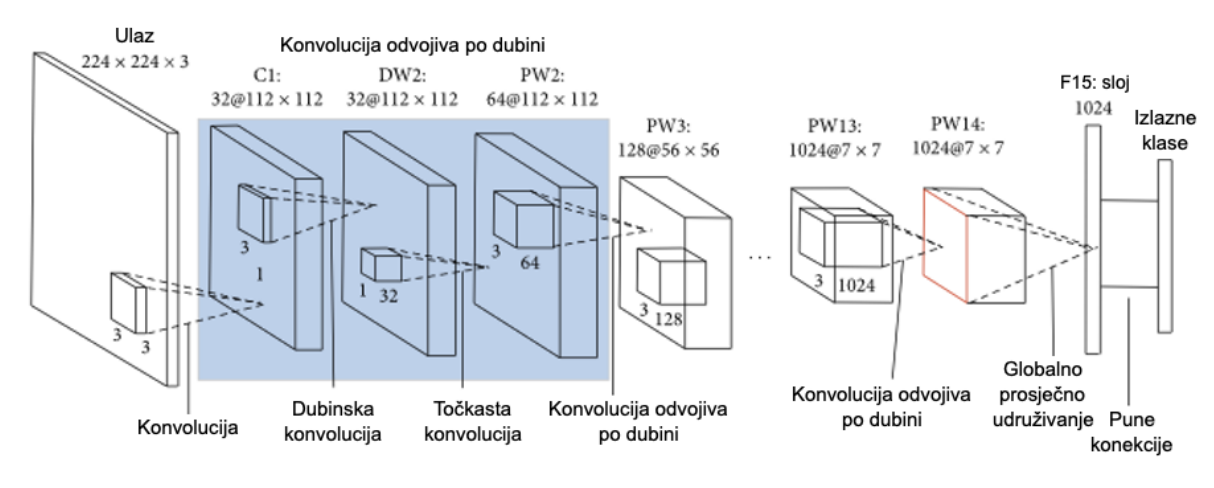 Ulaz
224 × 224 × 3
Konvolucija odvojiva po dubini
C1:
32@112 × 112
DW2:
32@112 × 112
PW2:
64@112 × 112
PW3:
128@56 × 56
PW13:
1024@7 × 7
PW14:
1024@7 × 7
F15: sloj
1024
Izlazne
klase
3
3
3
1
1
32
3
64
3
128
...
3
1024
Konvolucija
Dubinska
konvolucija
Točkasta
konvolucija
Konvolucija odvojiva
po dubini
Konvolucija odvojiva
po dubini
Globalno
prosječno
udruživanje
Pune
konekcije